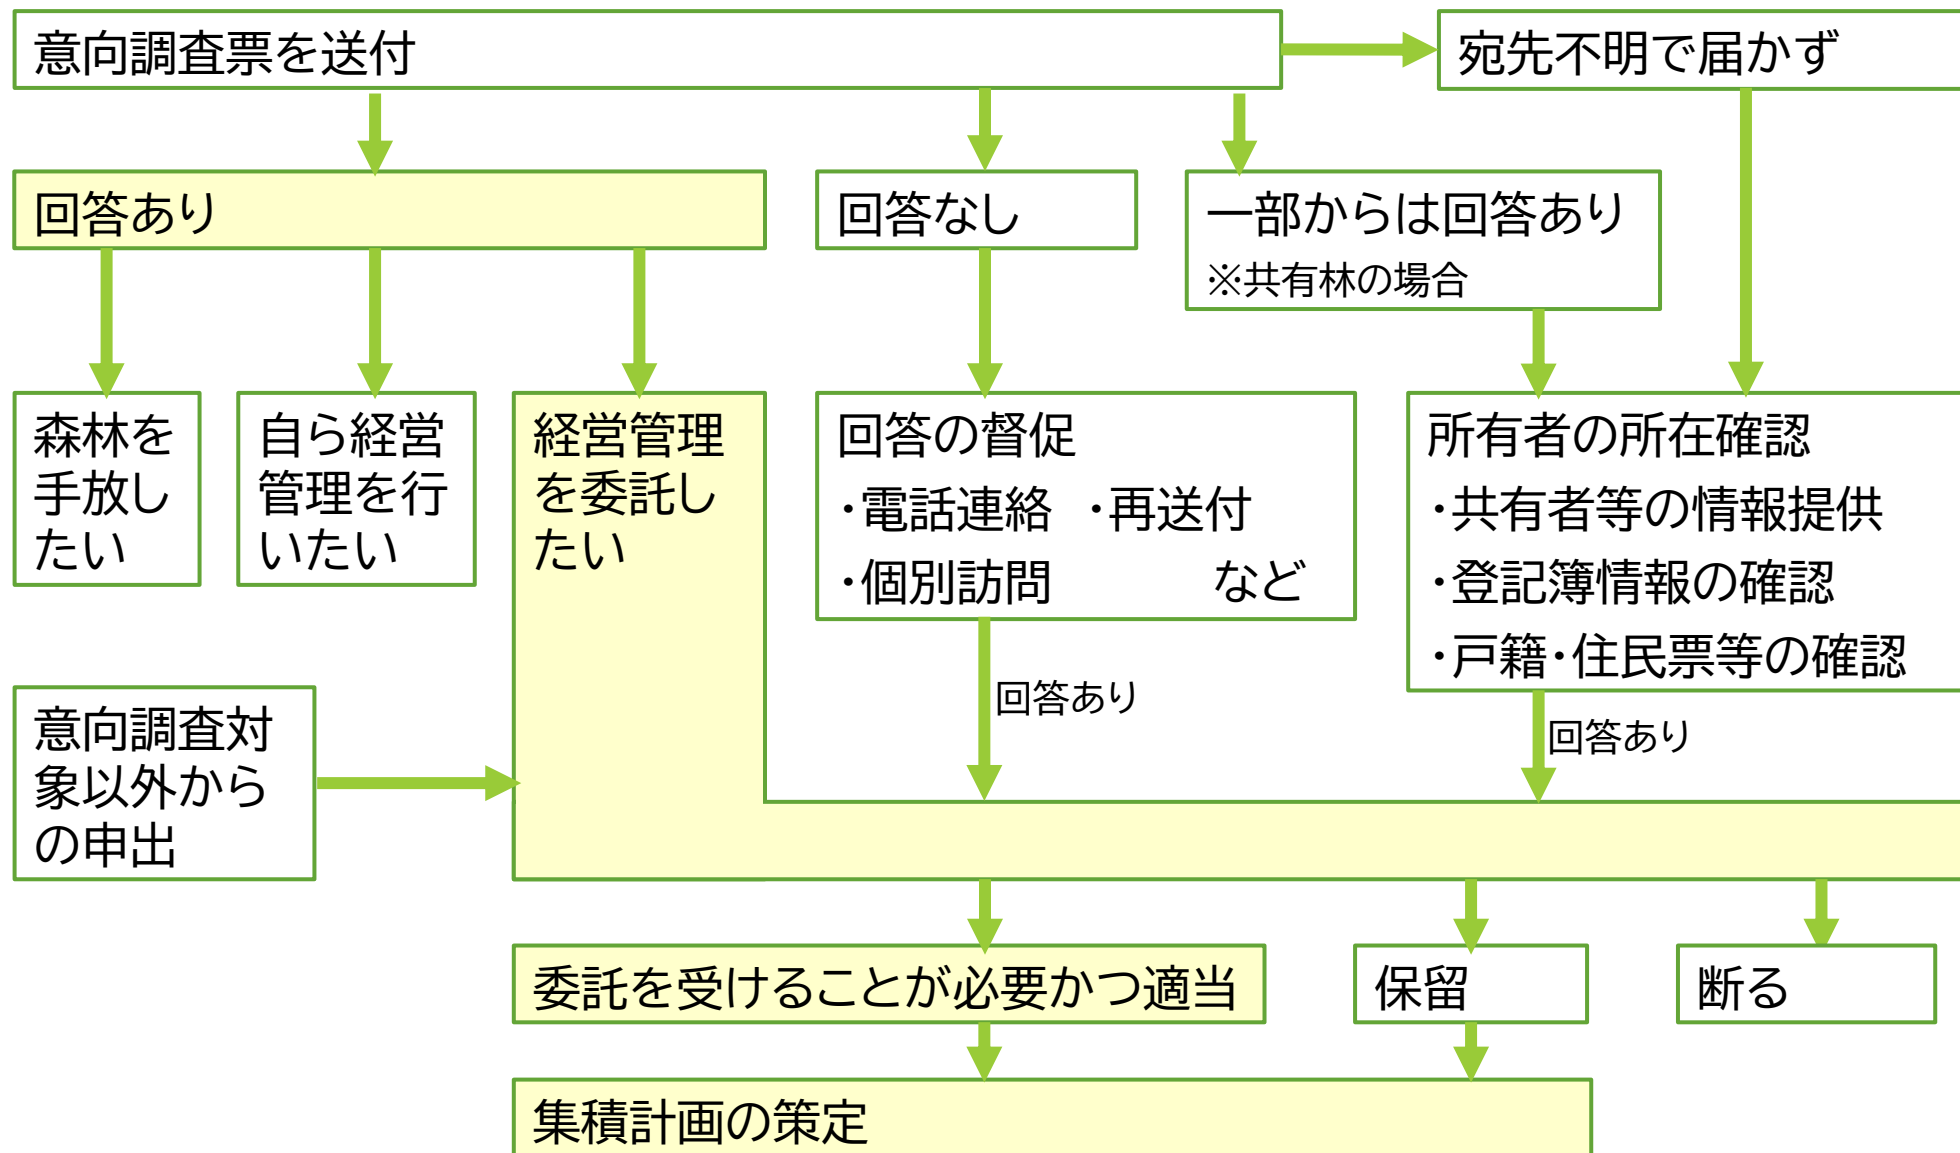 意向調査票を送付
宛先不明で届かず
回答あり
回答なし
一部からは回答あり
※共有林の場合
森林を
手放し
たい
自ら経営
管理を行
いたい
経営管理
を委託し
たい
回答の督促
・電話連絡 ・再送付
・個別訪問 など
所有者の所在確認
・共有者等の情報提供
・登記簿情報の確認
・戸籍・住民票等の確認
回答あり
回答あり
意向調査対
象以外から
の申出
委託を受けることが必要かつ適当
保留
断る
集積計画の策定